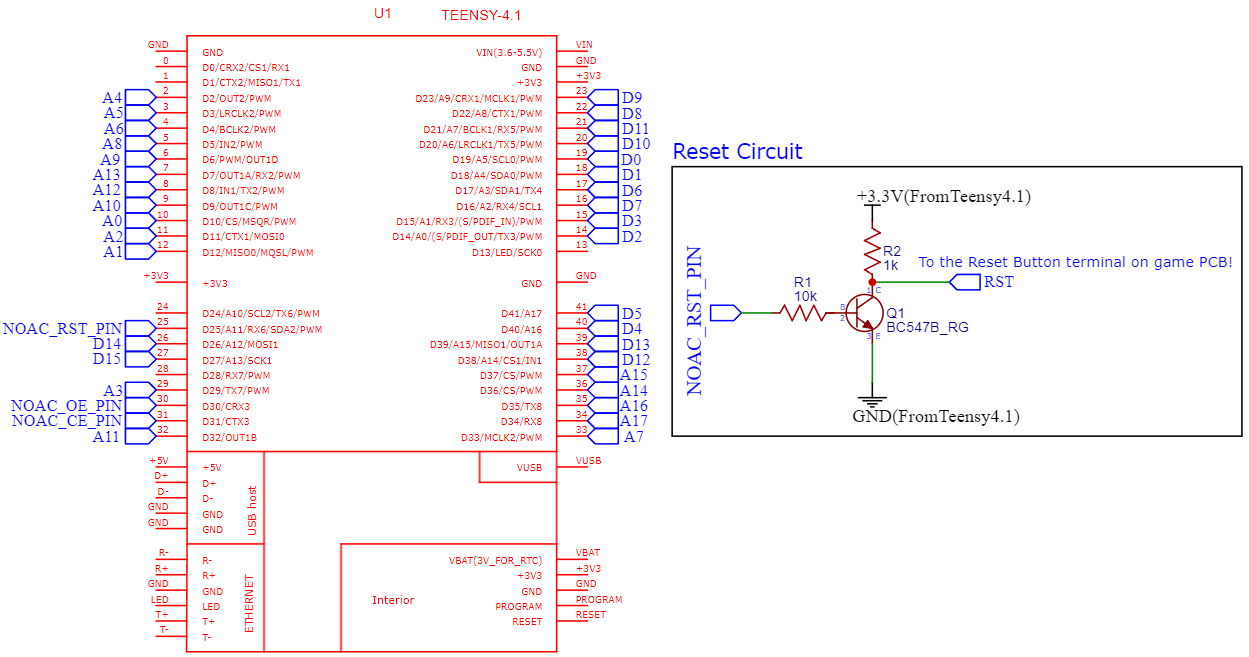 U1 TEENSY-4.1
GND GND VIN(3.6-5.5V) VIN
0 D0/CRX2/CS1/RX1 GND GND
1 D1/CTX2/MISO1/TX1 +3V3 +3V3
A4 2 D2/OUT2/PWM D23/A9/CRX1/MCLK1/PWM 23 D9
A5 3 D3/LRCLK2/PWM D22/A8/CTX1/PWM 22 D8
A6 4 D4/BCLK2/PWM D21/A7/BCLK1/RX5/PWM 21 D11
A8 5 D5/IN2/PWM D20/A6/LRCLK1/TX5/PWM 20 D10
A9 6 D6/PWM/OUT1D D19/A5/SCL0/PWM 19 D0
A13 7 D7/OUT1A/RX2/PWM D18/A4/SDA0/PWM 18 D1
A12 8 D8/IN1/TX2/PWM D17/A3/SDA1/TX4 17 D6
A10 9 D9/OUT1C/PWM D16/A2/RX4/SCL1 16 D7
A0 10 D10/CS/MSQR/PWM D15/A1/RX3/(S/PDIF_IN)/PWM 15 D3
A2 11 D11/CTX1/MOSI0 D14/A0/(S/PDIF_OUT/TX3/PWM 14 D2
A1 12 D12/MISO0/MQSL/PWM D13/LED/SCK0 13
+3V3 +3V3 GND GND
24 D24/A10/SCL2/TX6/PWM D41/A17 41 D5
NOAC_RST_PIN 25 D25/A11/RX6/SDA2/PWM D40/A16 40 D4
D14 26 D26/A12/MOSI1 D39/A15/MISO1/OUT1A 39 D13
D15 27 D27/A13/SCK1 D38/A14/CS1/IN1 38 D12
28 D28/RX7/PWM D37/CS/PWM 37 A15
A3 29 D29/TX7/PWM D36/CS/PWM 36 A14
NOAC_OE_PIN 30 D30/CRX3 D35/TX8 35 A16
NOAC_CE_PIN 31 D31/CTX3 D34/RX8 34 A17
A11 32 D32/OUT1B D33/MCLK2/PWM 33 A7
+5V +5V VUSB VUSB
D+ D+
D- D-
GND GND
GND GND
USB host
R- R- VBAT(3V_FOR_RTC) VBAT
R+ R+ +3V3 +3V3
GND GND GND GND
LED LED PROGRAM PROGRAM
T+ T+ RESET RESET
T- T-
ETHERNET
Interior
Reset Circuit
+3.3V(FromTeensy4.1)
R2
1k
To the Reset Button terminal on game PCB!
RST
NOAC_RST_PIN
R1
10k
1 C
B
2
3 E
Q1
BC547B_RG
GND(FromTeensy4.1)